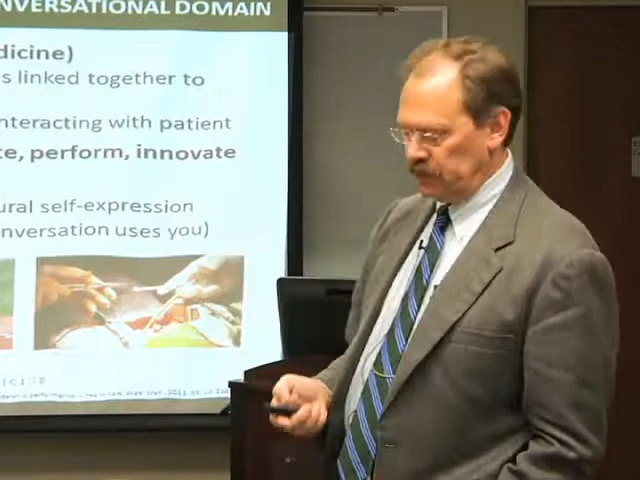 NVERSATIONAL DOMAIN
dicine)
s linked together to
nteracting with patient
te, perform, innovate
ural self-expression
nversation uses you)